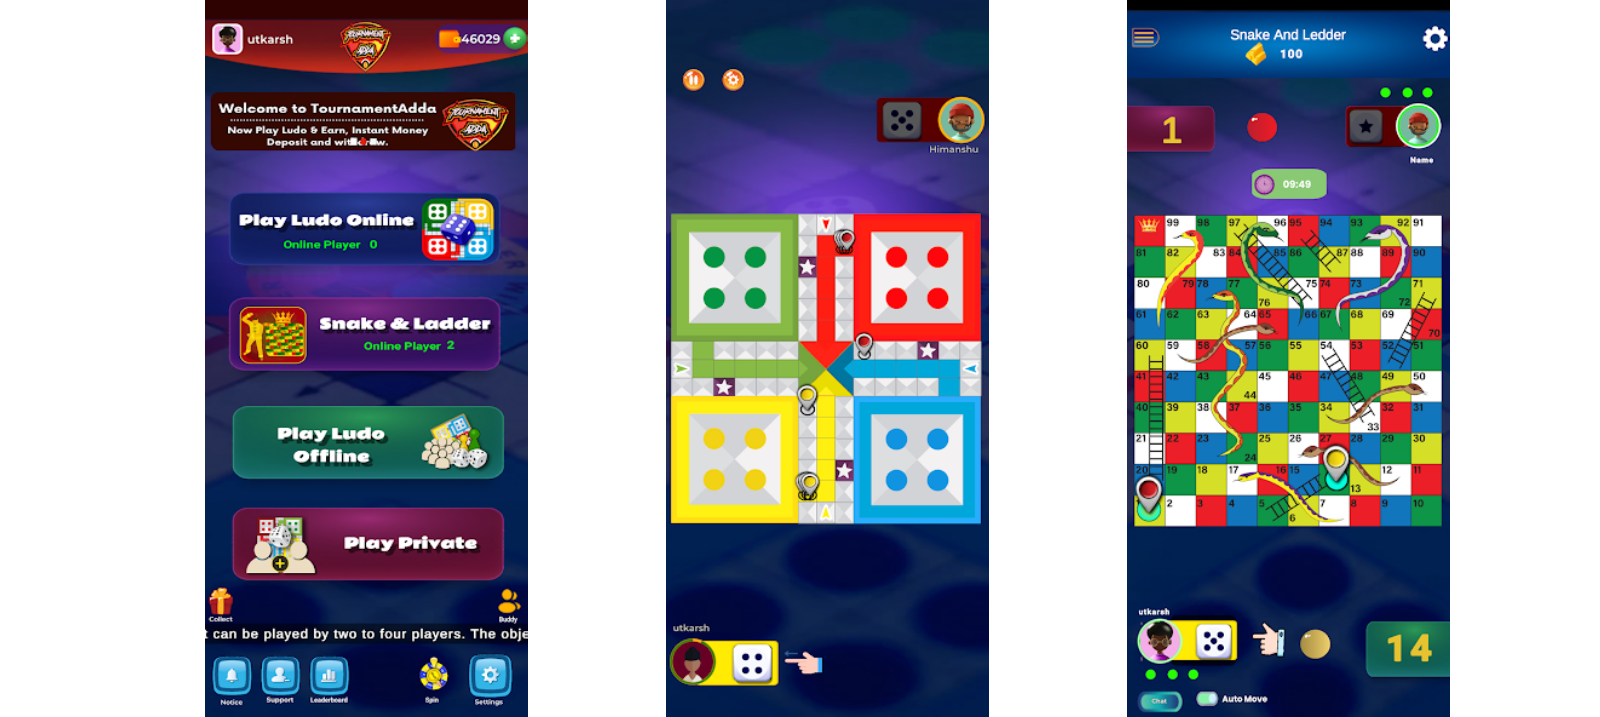 utkarsh
TOURNAMENT
ADDA
46029
Welcome to TournamentAdda
Now Play Ludo & Earn, Instant Money
Deposit and withdraw.
TOURNAMENT
ADDA
Play Ludo Online
Online Player 0
Snake & Ladder
Online Player 2
Play Ludo
Offline
Play Private
Collect
Buddy
can be played by two to four players. The obje
Notice
Support
Leaderboard
Spin
Settings
Himanshu
utkarsh
Snake And Ledder
100
1
Name
09:49
99 98 97 96 95 94 93 92 91
81 82 83 84 85 86 87 88 89 90
80 79 78 77 76 75 74 73 72 71
61 62 63 64 65 66 67 68 69 70
60 59 58 57 56 55 54 53 52 51
41 42 43 44 45 46 47 48 49 50
40 39 38 37 36 35 34 33 32 31
21 22 23 24 25 26 27 28 29 30
20 19 18 17 16 15 13 12 11
2 3 4 5 6 7 8 9 10
utkarsh
14
Chat
Auto Move